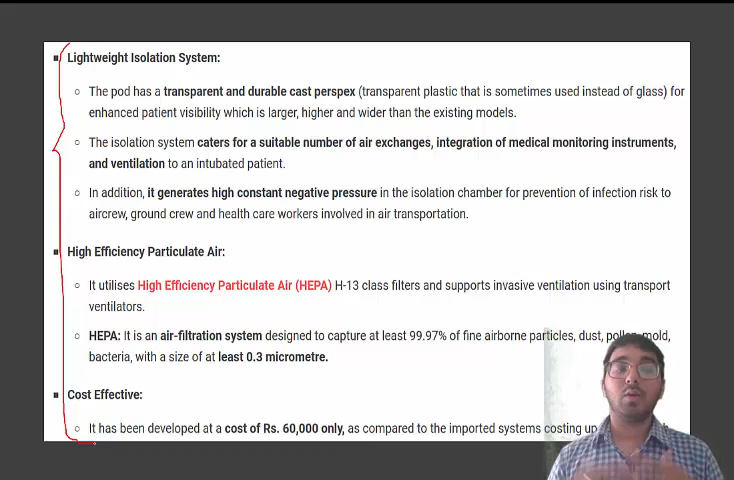 Lightweight Isolation System:
The pod has a transparent and durable cast perspex (transparent plastic that is sometimes used instead of glass) for
enhanced patient visibility which is larger, higher and wider than the existing models.
The isolation system caters for a suitable number of air exchanges, integration of medical monitoring instruments,
and ventilation to an intubated patient.
In addition, it generates high constant negative pressure in the isolation chamber for prevention of infection risk to
aircrew, ground crew and health care workers involved in air transportation.
High Efficiency Particulate Air:
It utilises High Efficiency Particulate Air (HEPA) H-13 class filters and supports invasive ventilation using transport
ventilators.
HEPA: It is an air-filtration system designed to capture at least 99.97% of fine airborne particles, dust, pollen, mold,
bacteria, with a size of at least 0.3 micrometre.
Cost Effective:
It has been developed at a cost of Rs. 60,000 only, as compared to the imported systems costing up